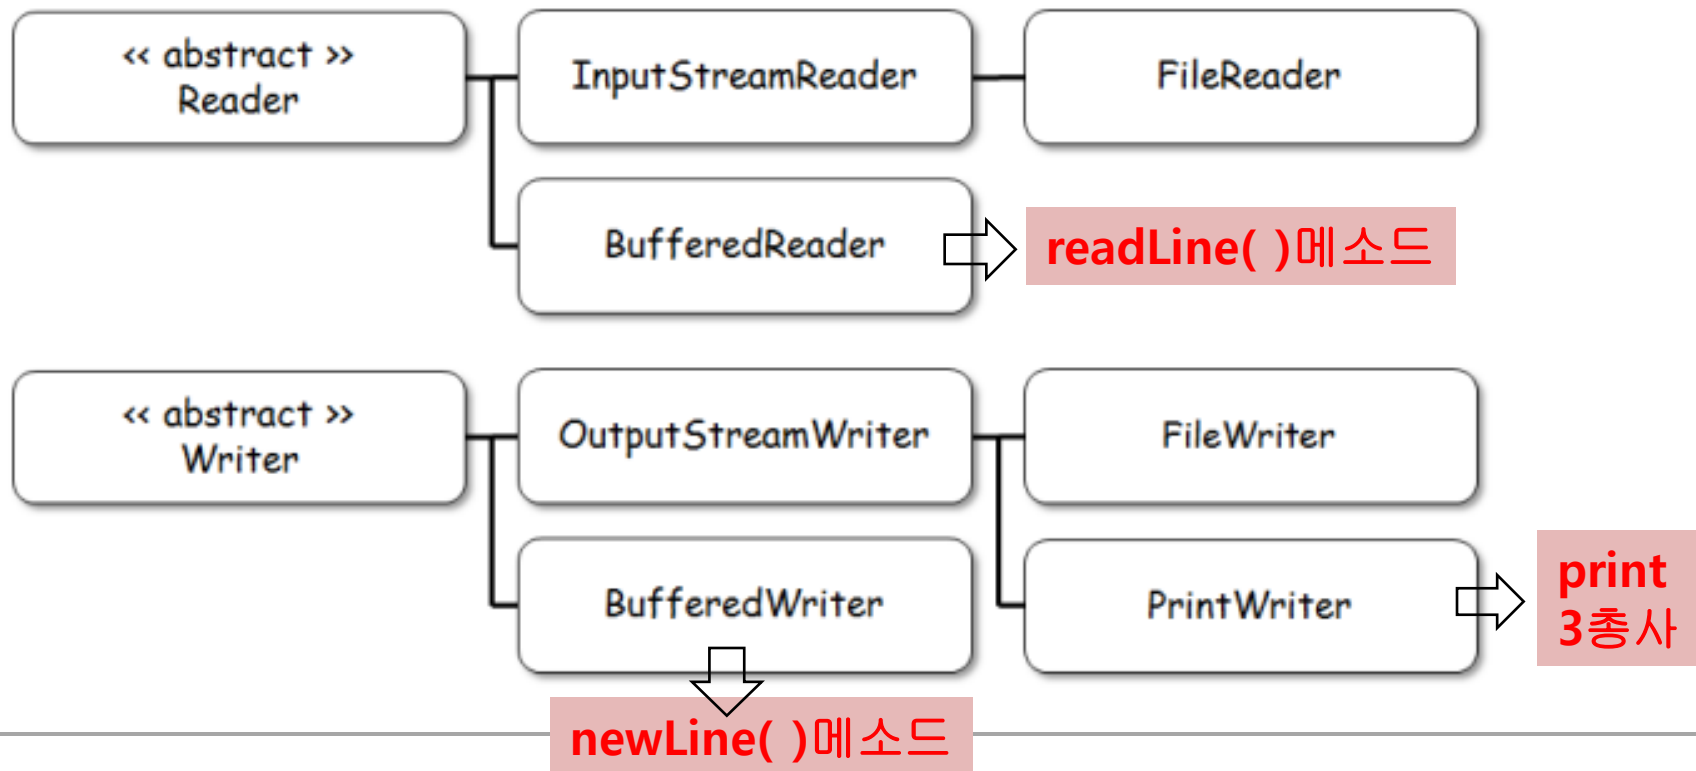 << abstract >>
Reader
InputStreamReader
FileReader
BufferedReader
readLine( )메소드
<< abstract >>
Writer
OutputStreamWriter
FileWriter
BufferedWriter
PrintWriter
print
3총사
newLine( )메소드